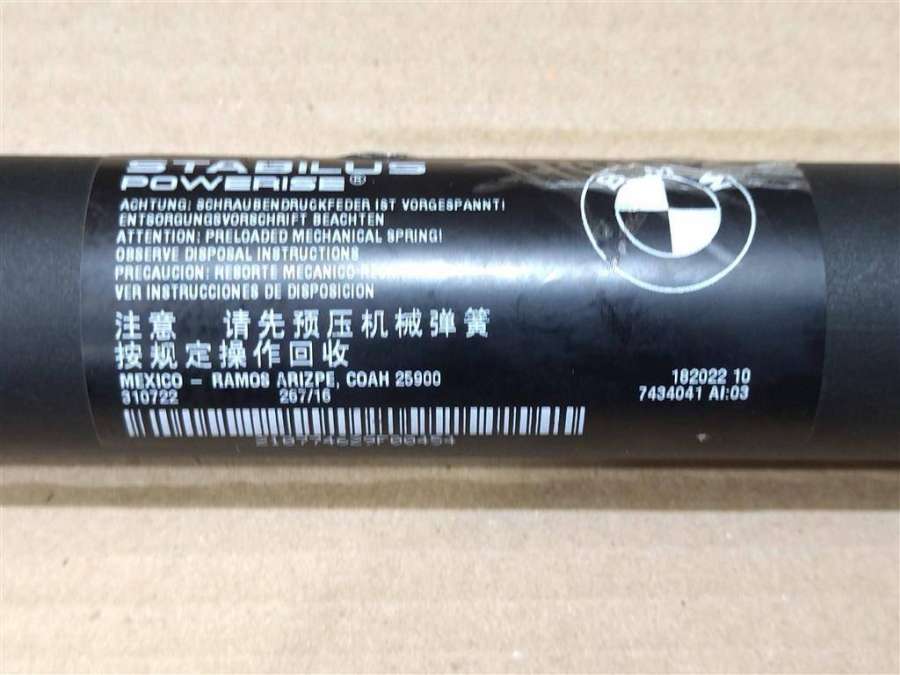 STABILUS
POWERISE®
ACHTUNG: SCHRAUBENDRUCKFEDER IST VORGESPANNT!
ENTSORGUNGSVORSCHRIFT BEACHTEN
ATTENTION: PRELOADED MECHANICAL SPRING!
OBSERVE DISPOSAL INSTRUCTIONS
PRECAUCION: RESORTE MECANICO
VER INSTRUCCIONES DE DISPOSICION
注意 请先预压机械弹簧
按规定操作回收
MEXICO - RAMOS ARIZPE, COAH 25900
310722 267/16
BMW
182022 10
7434041 AI:03